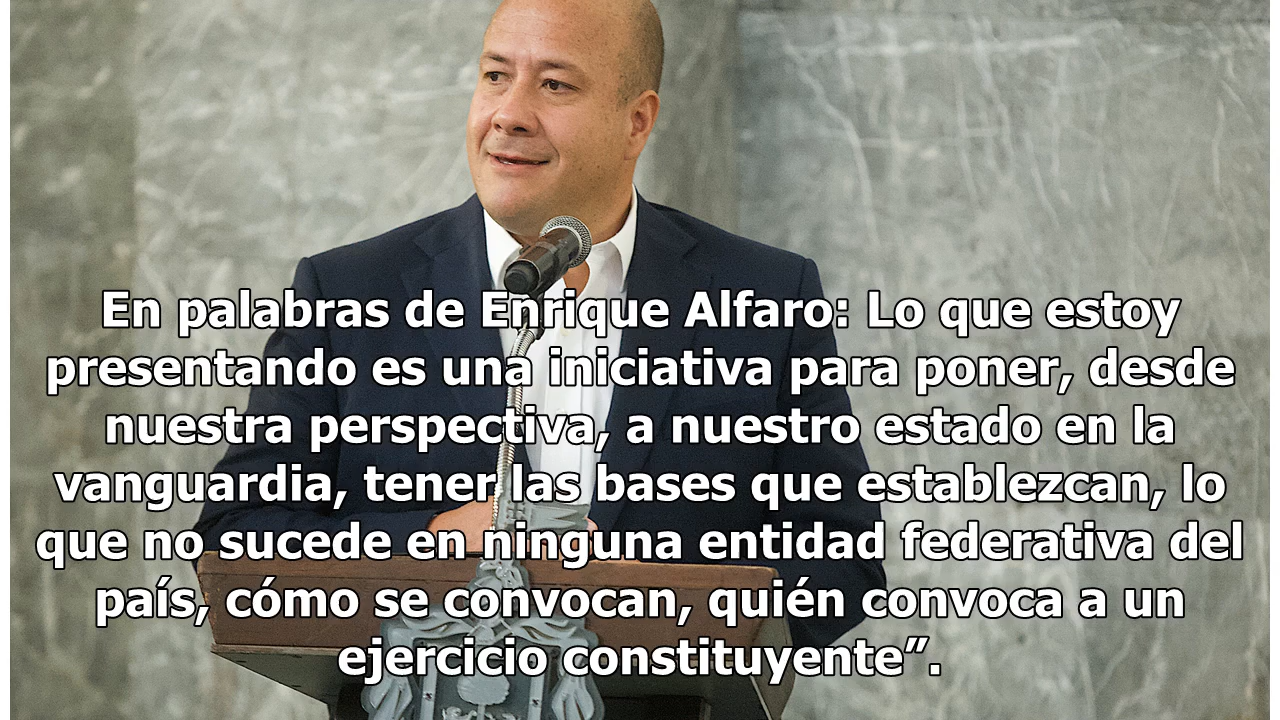 En palabras de Enrique Alfaro: Lo que estoy
presentando es una iniciativa para poner, desde
nuestra perspectiva, a nuestro estado en la
vanguardia, tener las bases que establezcan, lo
que no sucede en ninguna entidad federativa del
país, cómo se convocan, quién convoca a un
ejercicio constituyente”.